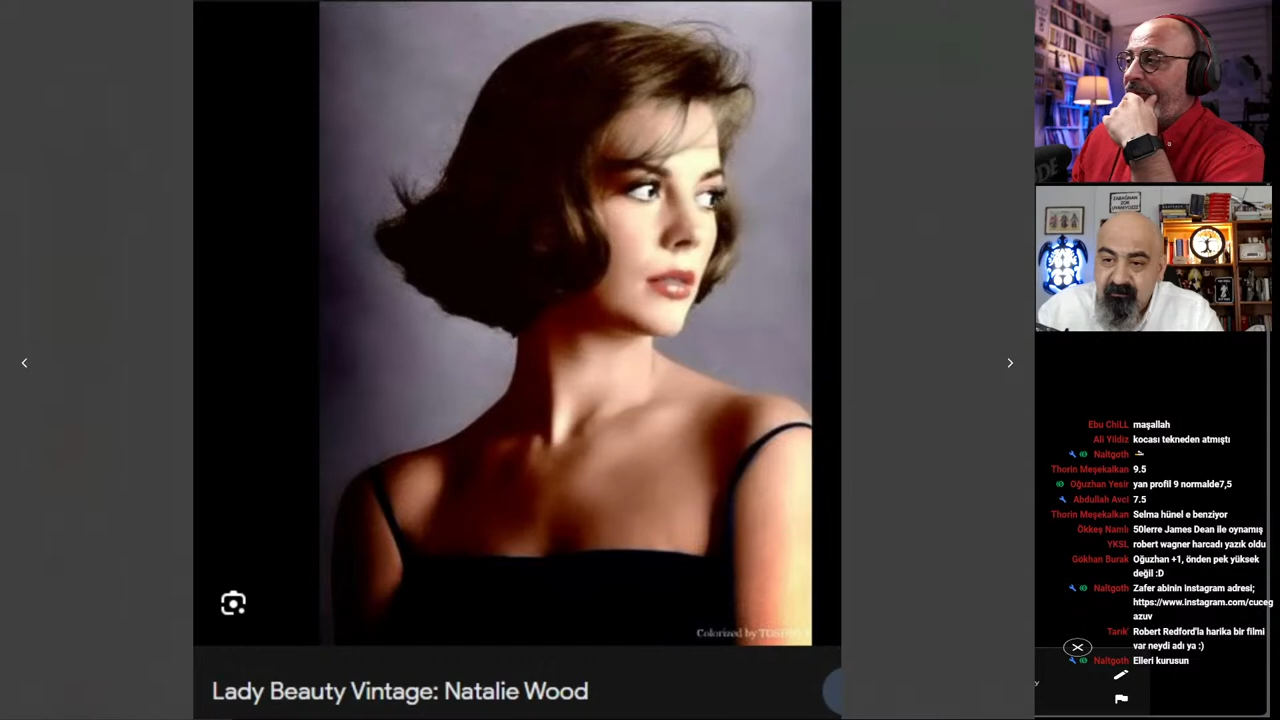 ZABAĞNAN
ZOR
UYANIYOZZ
Ebu ChiLL maşallah
Ali Yildiz kocası tekneden atmıştı
Naltgoth
Thorin Meşekalkan 9.5
Oğuzhan Yesir yan profil 9 normalde7,5
Abdullah Avci 7.5
Thorin Meşekalkan Selma hünel e benziyor
Ökkeş Namlı 50lerre James Dean ile oynamış
YKSL robert wagner harcadı yazık oldu
Gökhan Burak Oğuzhan +1, önden pek yüksek
değil :D
Naltgoth Zafer abinin instagram adresi;
https://www.instagram.com/cuceg
azuv
Tarık' Robert Redford'la harika bir filmi
var neydi adı ya :)
Naltgoth Elleri kurusun
Colorized by
Lady Beauty Vintage: Natalie Wood